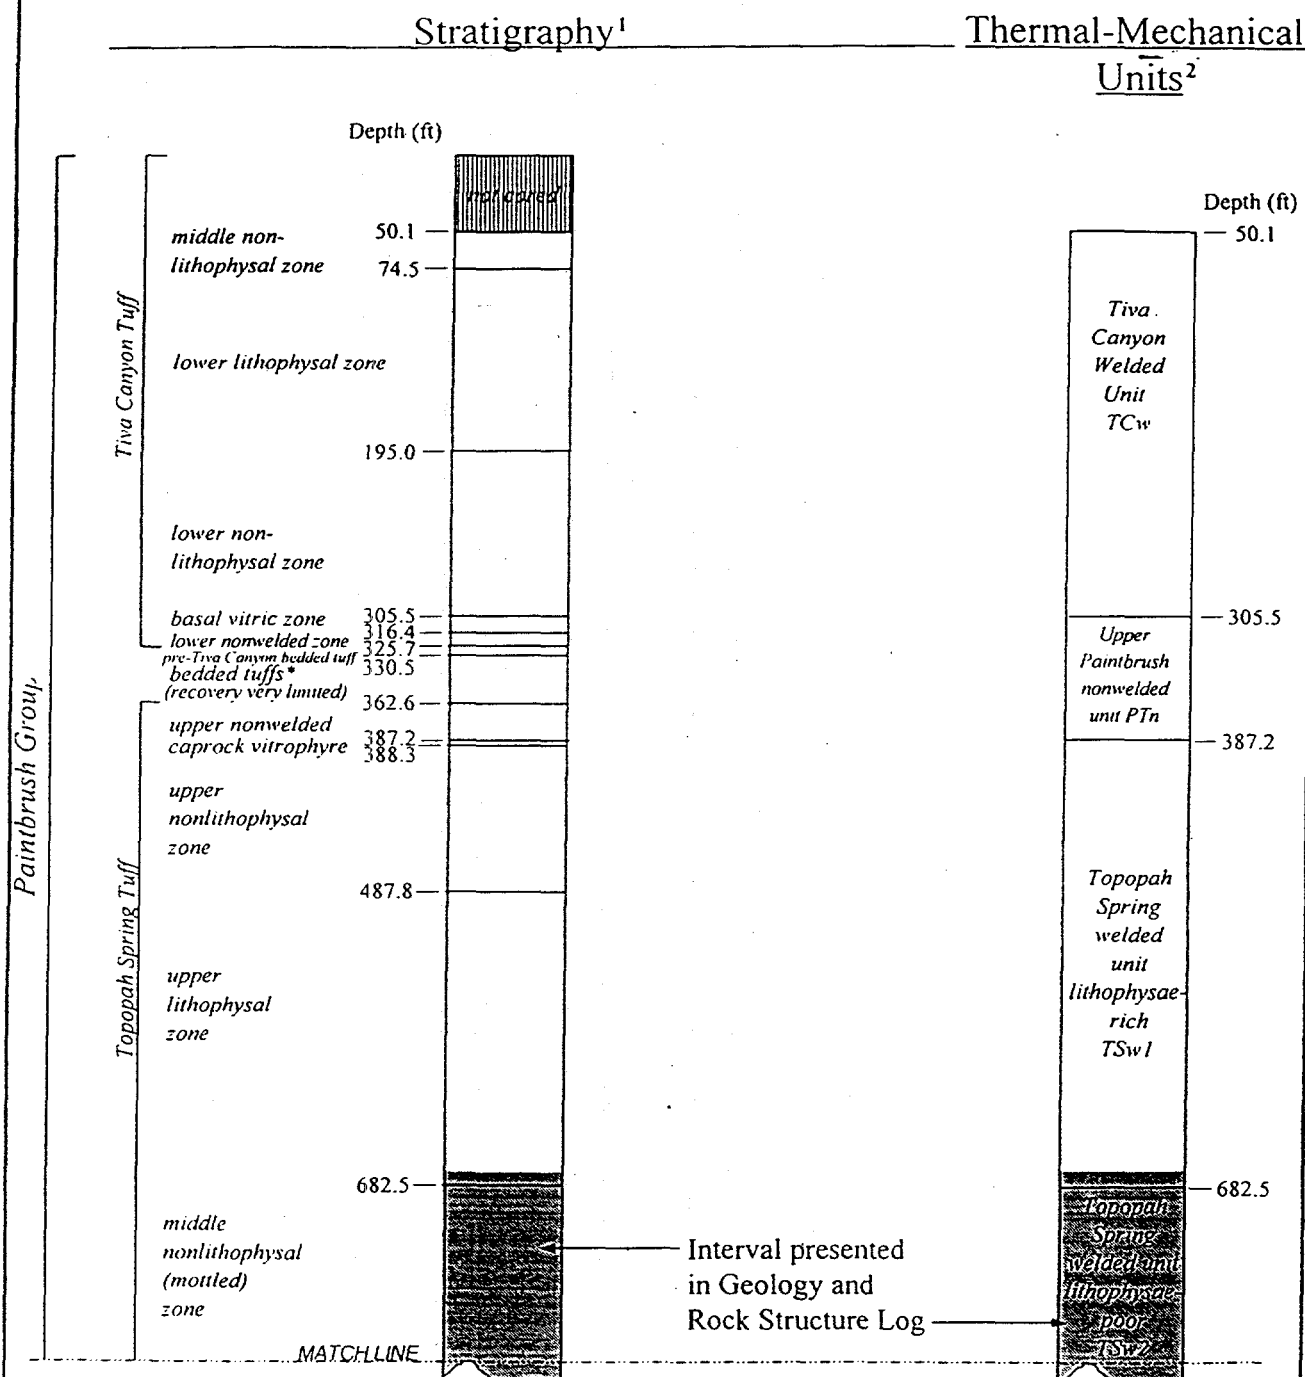 Stratigraphy¹
Thermal-Mechanical
Units²
Depth (ft)
not cored
Depth (ft)
50.1
50.1
middle non-
lithophysal zone
74.5
Tiva Canyon Tuff
Tiva
Canyon
Welded
Unit
TCw
lower lithophysal zone
195.0
lower non-
lithophysal zone
basal vitric zone
305.5
305.5
316.4
lower nonwelded zone
325.7
pre-Tiva Canyon bedded tuff
330.5
bedded tuffs*
(recovery very limited)
362.6
Upper
Paintbrush
nonwelded
unit PTn
upper nonwelded
387.2
387.2
caprock vitrophyre
388.3
Paintbrush Group
upper
nonlithophysal
zone
487.8
Topopah Spring Tuff
upper
lithophysal
zone
Topopah
Spring
welded
unit
lithophysae-
rich
TSw1
682.5
682.5
middle
nonlithophysal
(mottled)
zone
Interval presented
in Geology and
Rock Structure Log
Topopah
Spring
welded unit
lithophysae-
poor
TSw2
MATCH LINE